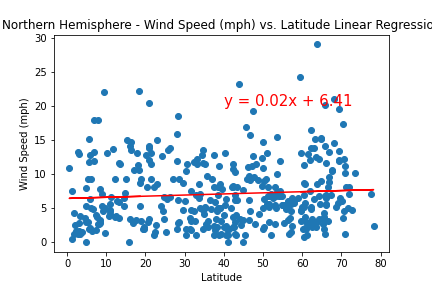 Northern Hemisphere - Wind Speed (mph) vs. Latitude Linear Regressio
30
25
20
15
10
5
0
Wind Speed (mph)
y = 0.02x + 6.41
0 10 20 30 40 50 60 70 80
Latitude